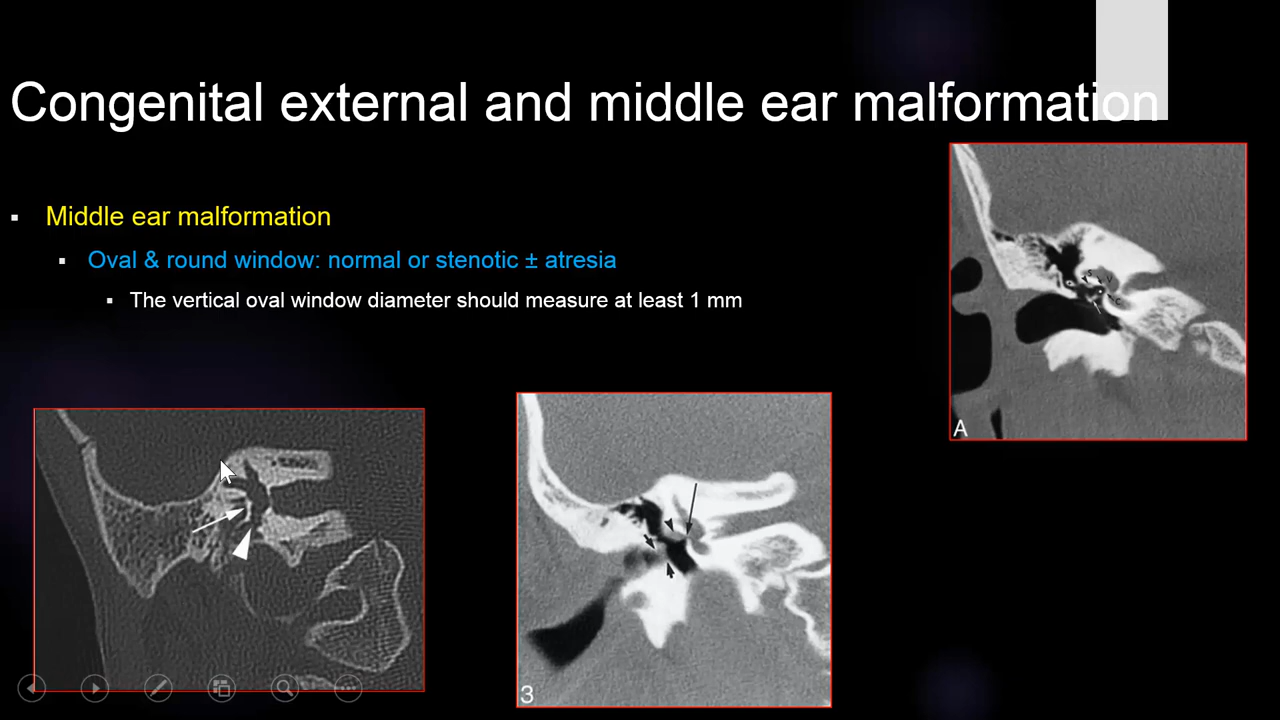 Congenital external and middle ear malformation
▪ Middle ear malformation
▪ Oval & round window: normal or stenotic ± atresia
▪ The vertical oval window diameter should measure at least 1 mm
A
3